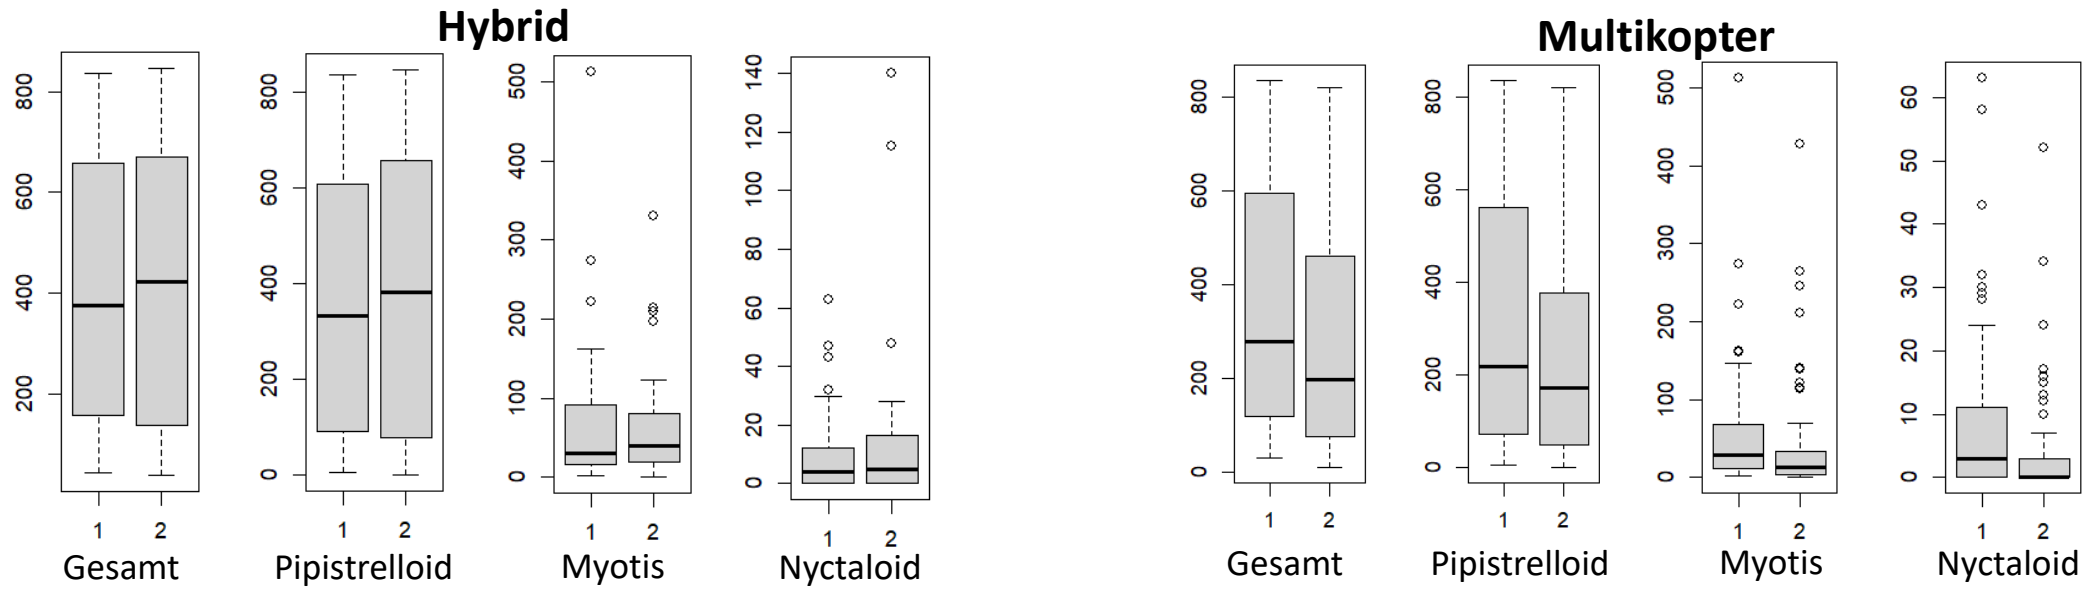 Hybrid
Multikopter
200 400 600 800
1 2
Gesamt
0 200 400 600 800
1 2
Pipistrelloid
0 100 200 300 400 500
1 2
Myotis
0 20 40 60 80 100 120 140
1 2
Nyctaloid
0 200 400 600 800
1 2
Gesamt
0 200 400 600 800
1 2
Pipistrelloid
0 100 200 300 400 500
1 2
Myotis
0 10 20 30 40 50 60
1 2
Nyctaloid